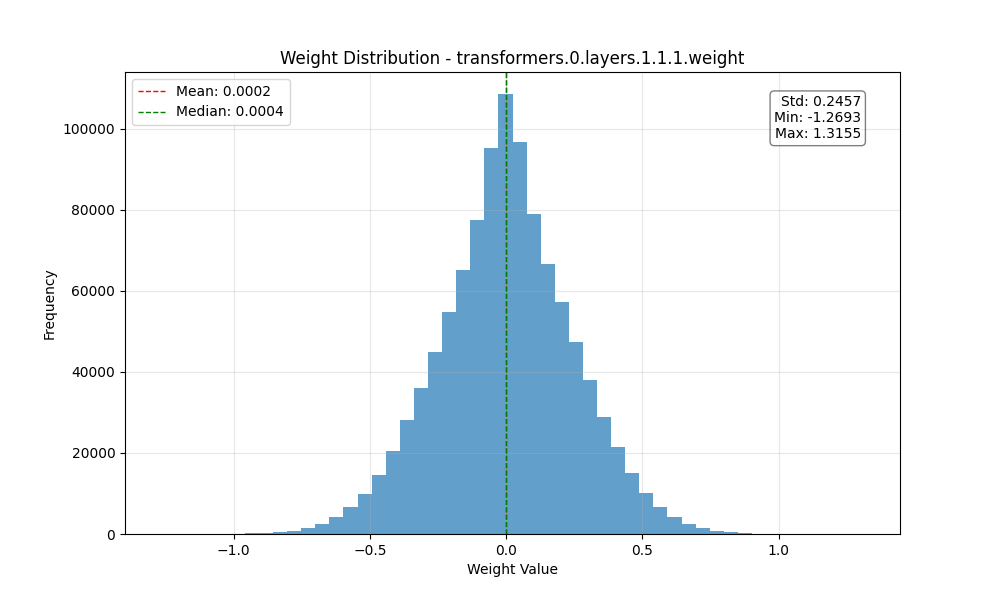 Weight Distribution - transformers.0.layers.1.1.1.weight
Mean: 0.0002
Median: 0.0004
Std: 0.2457
Min: -1.2693
Max: 1.3155
100000
80000
60000
40000
20000
0
Frequency
−1.0
−0.5
0.0
0.5
1.0
Weight Value